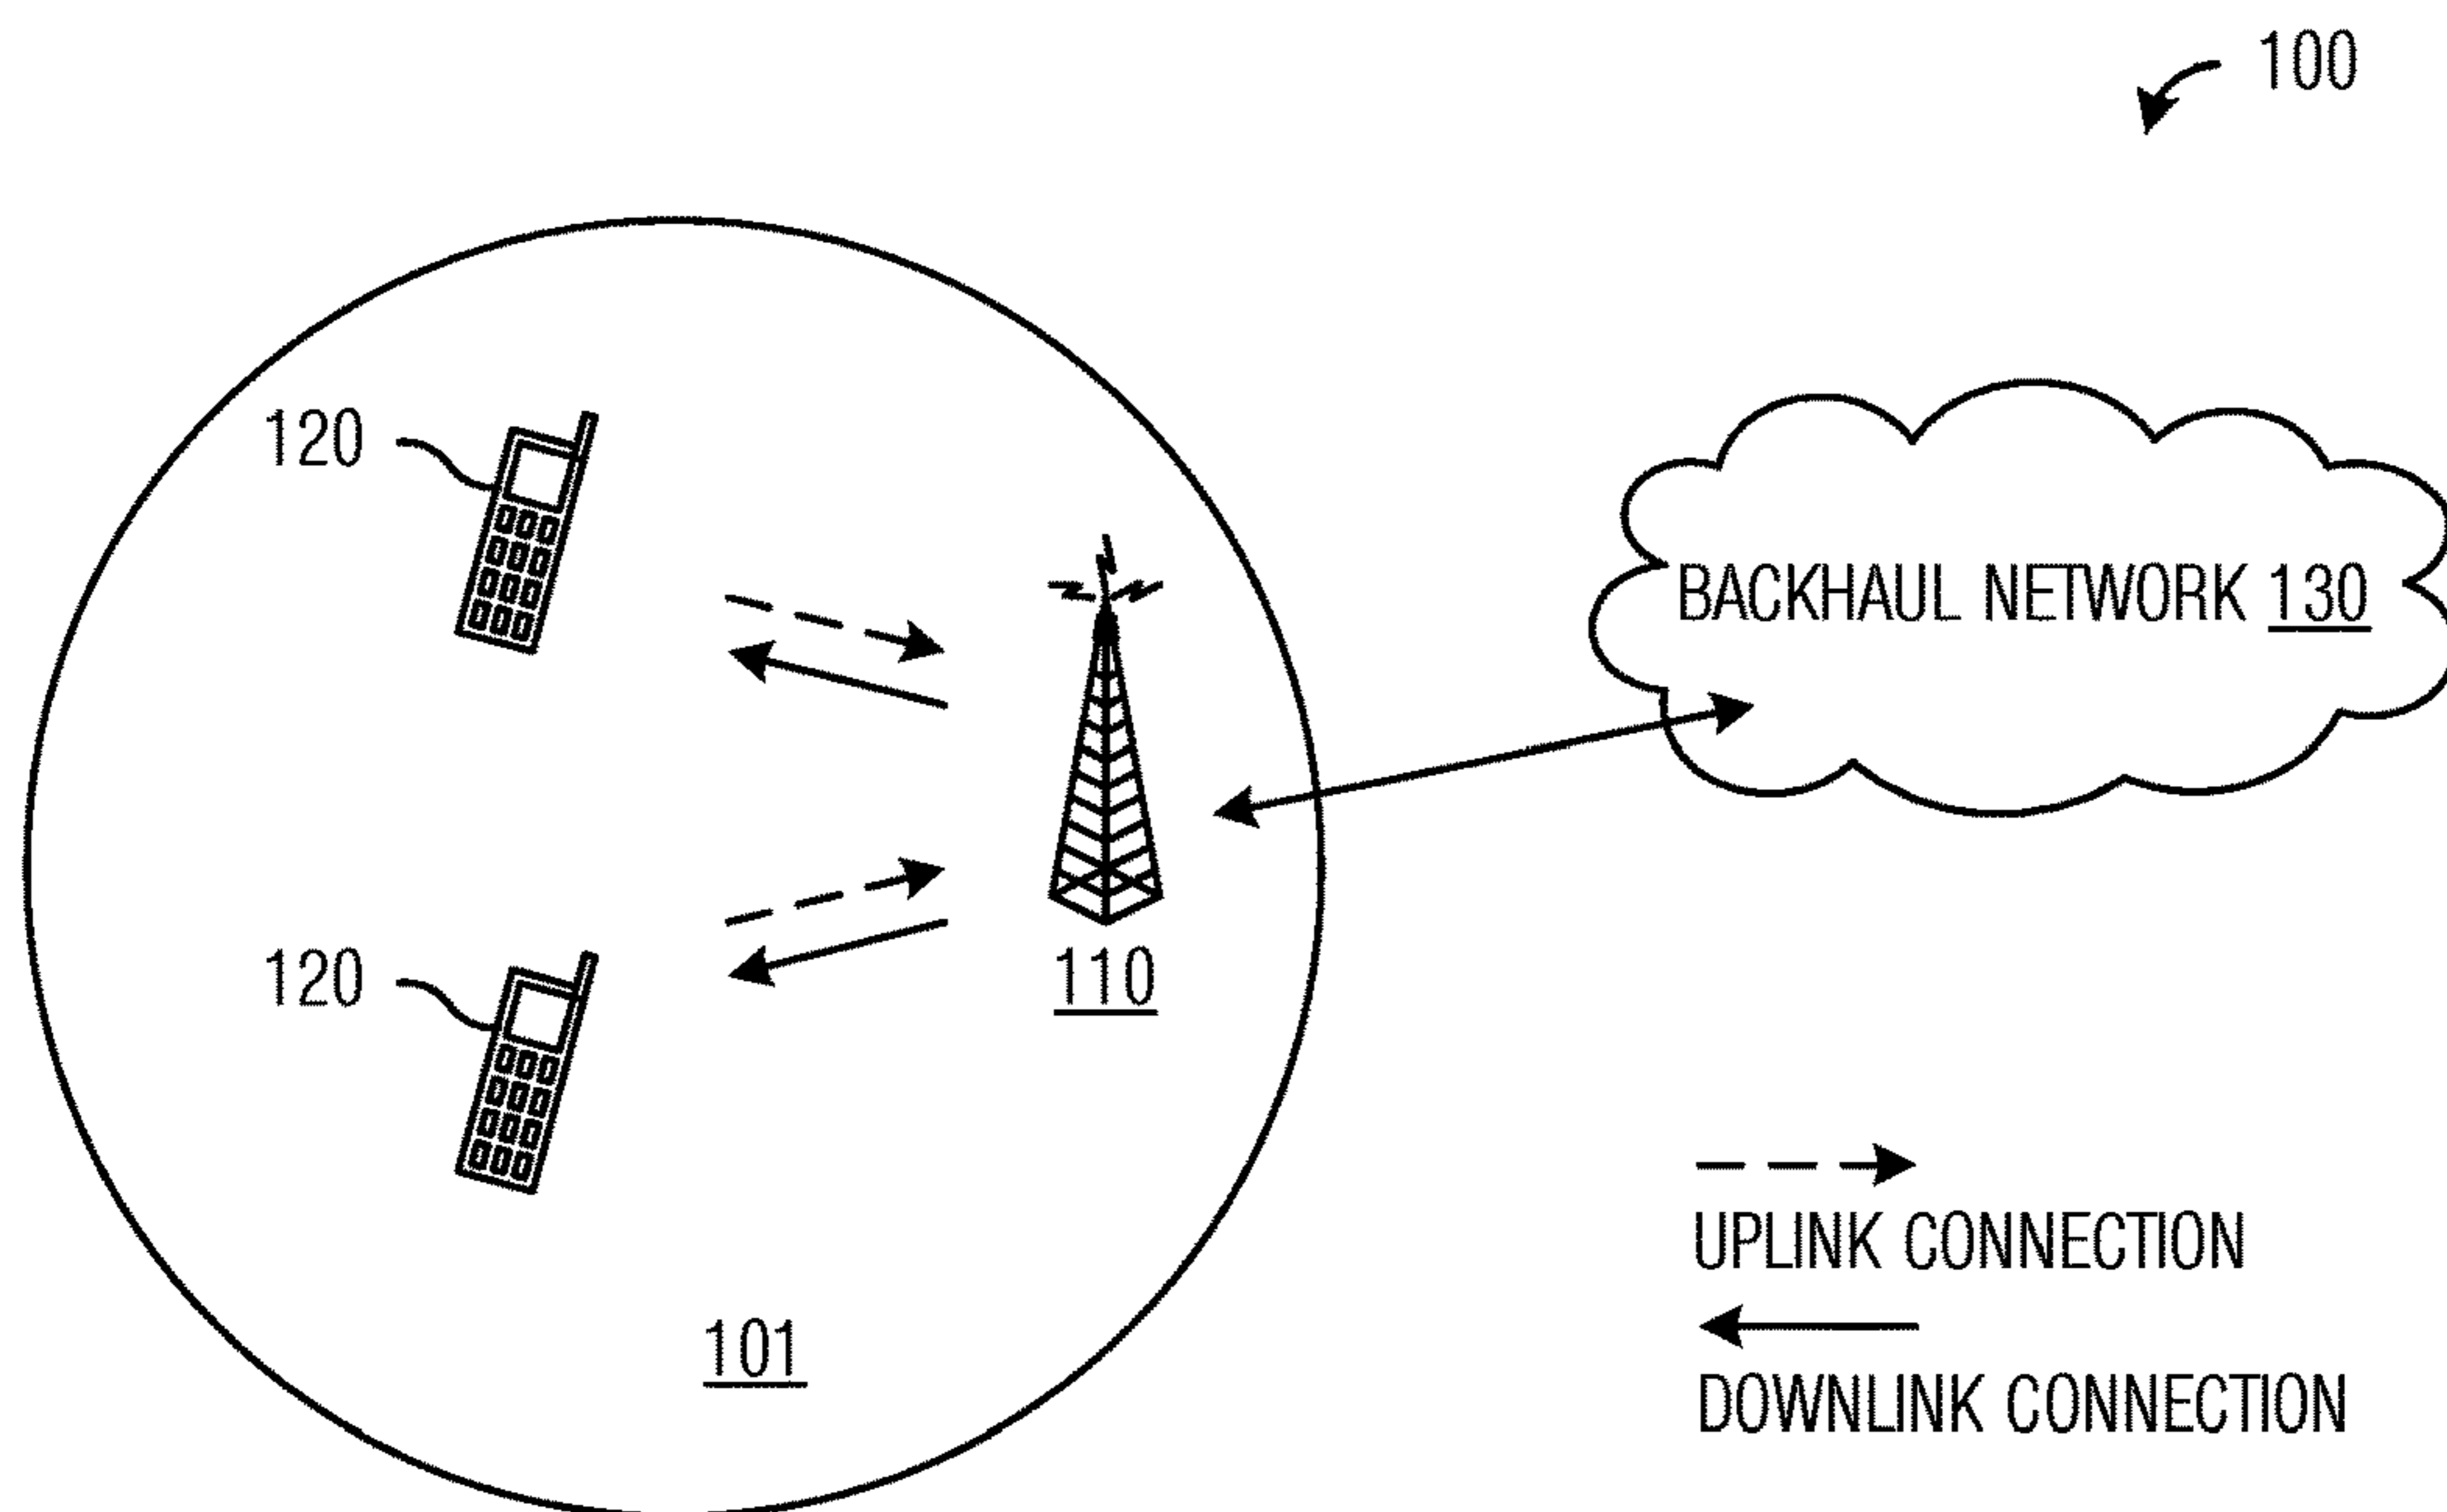 100
120
BACKHAUL NETWORK 130
120
110
UPLINK CONNECTION
101
DOWNLINK CONNECTION